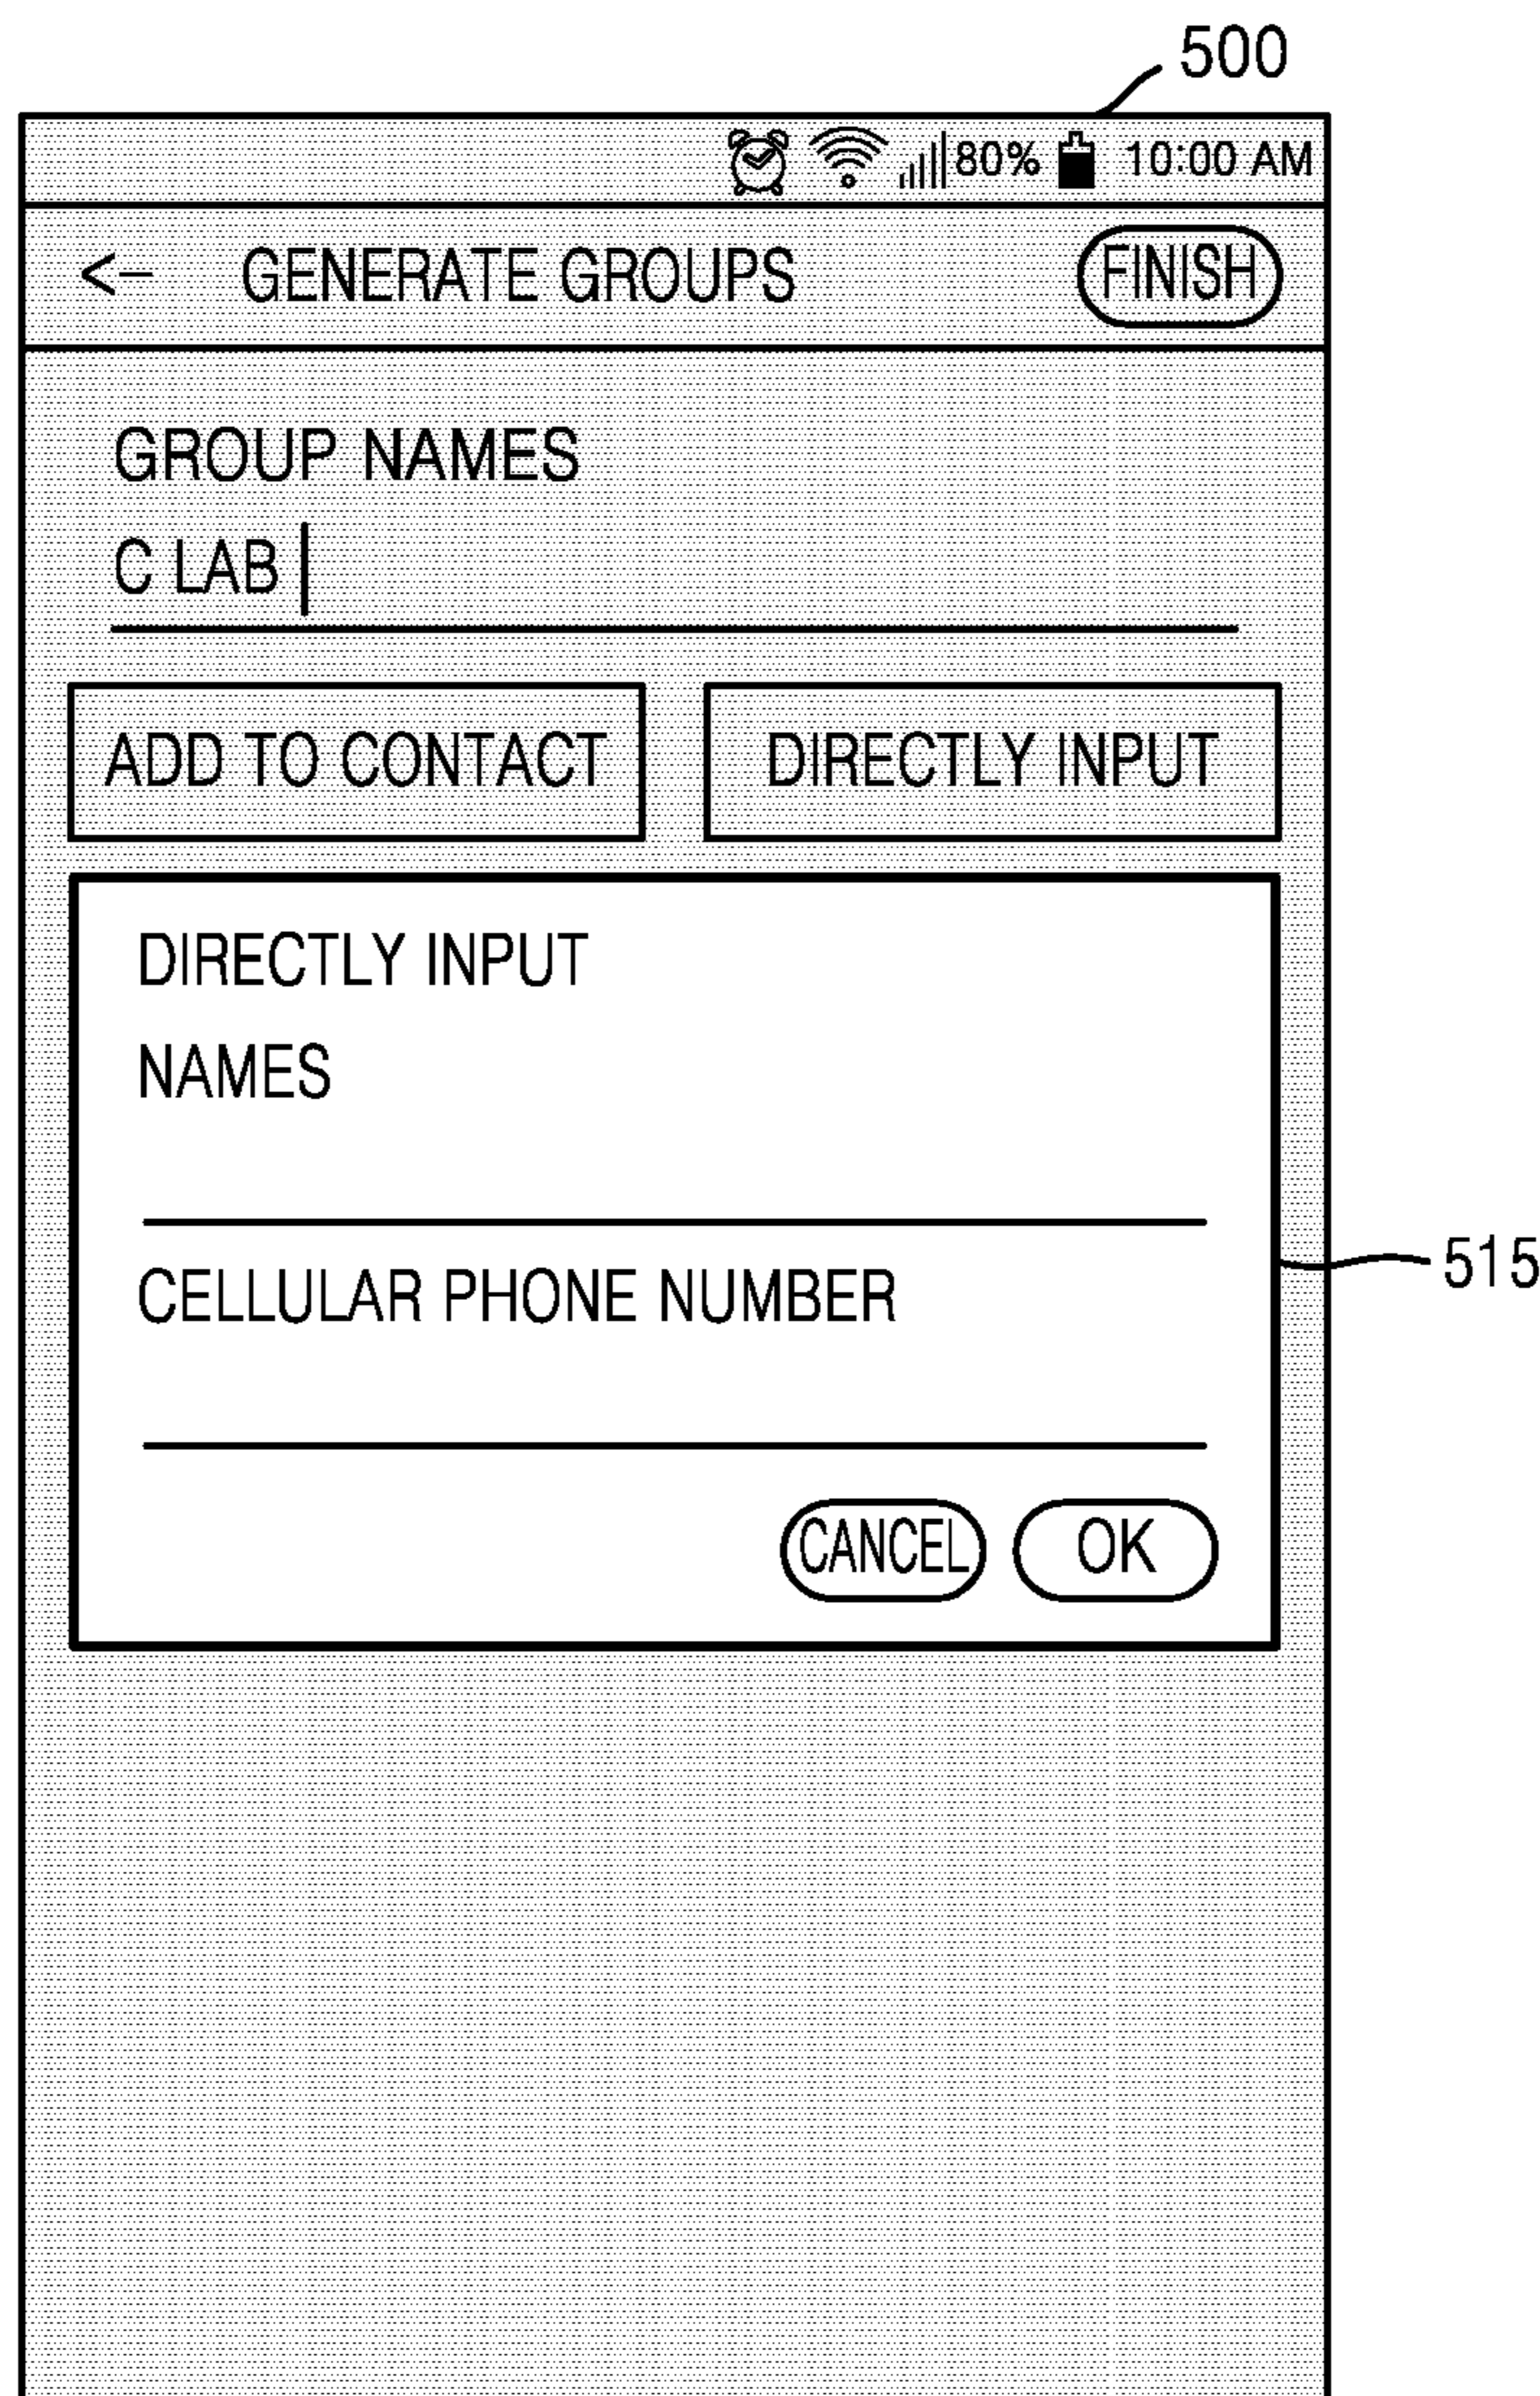 500
80% 10:00 AM
<- GENERATE GROUPS FINISH
GROUP NAMES
C LAB
ADD TO CONTACT DIRECTLY INPUT
DIRECTLY INPUT
NAMES
515
CELLULAR PHONE NUMBER
CANCEL OK